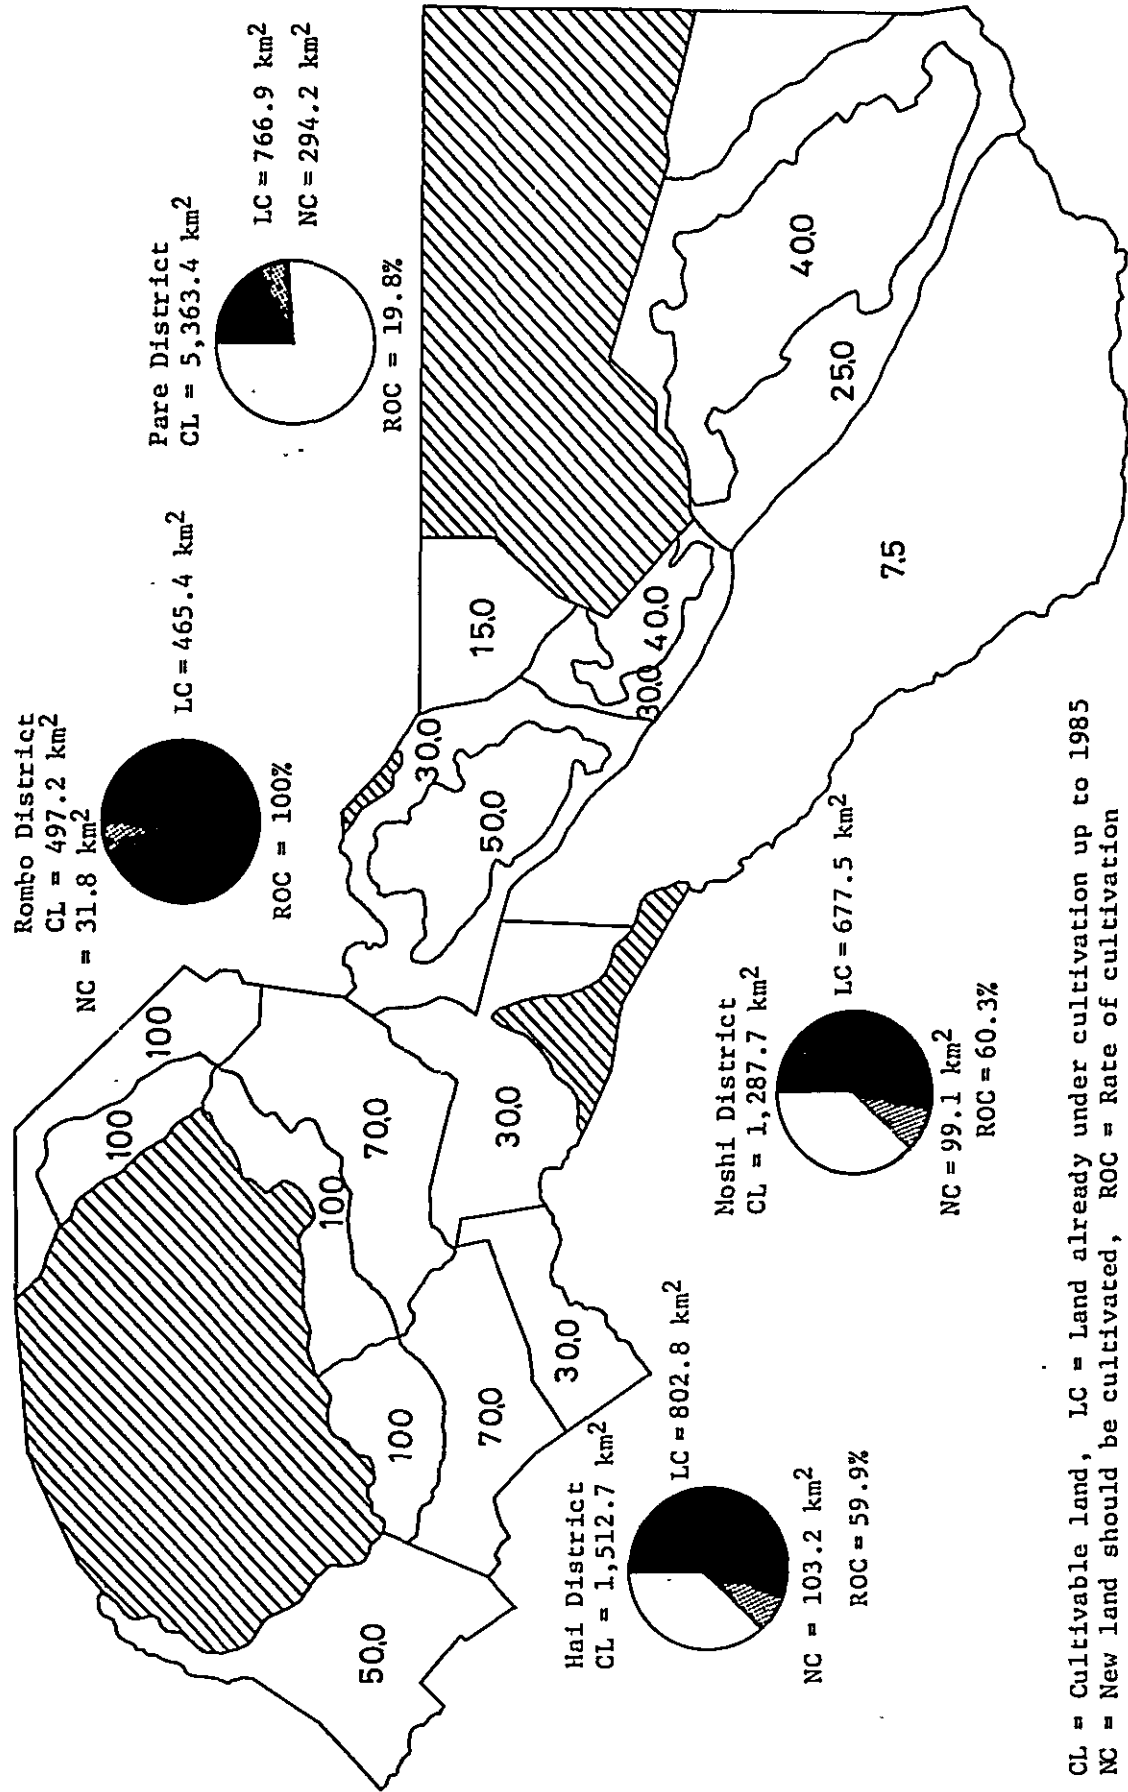 Rombo District
CL = 497.2 km²
NC = 31.8 km²
LC = 465.4 km²
ROC = 100%
Pare District
CL = 5,363.4 km²
LC = 766.9 km²
NC = 294.2 km²
ROC = 19.8%
100
100
100
70.0
30.0
100
70.0
30.0
50.0
30.0
50.0
15.0
30.0
40.0
40.0
25.0
7.5
Hai District
CL = 1,512.7 km²
LC = 802.8 km²
NC = 103.2 km²
ROC = 59.9%
Moshi District
CL = 1,287.7 km²
LC = 677.5 km²
NC = 99.1 km²
ROC = 60.3%
CL = Cultivable land, LC = Land already under cultivation up to 1985
NC = New land should be cultivated, ROC = Rate of cultivation